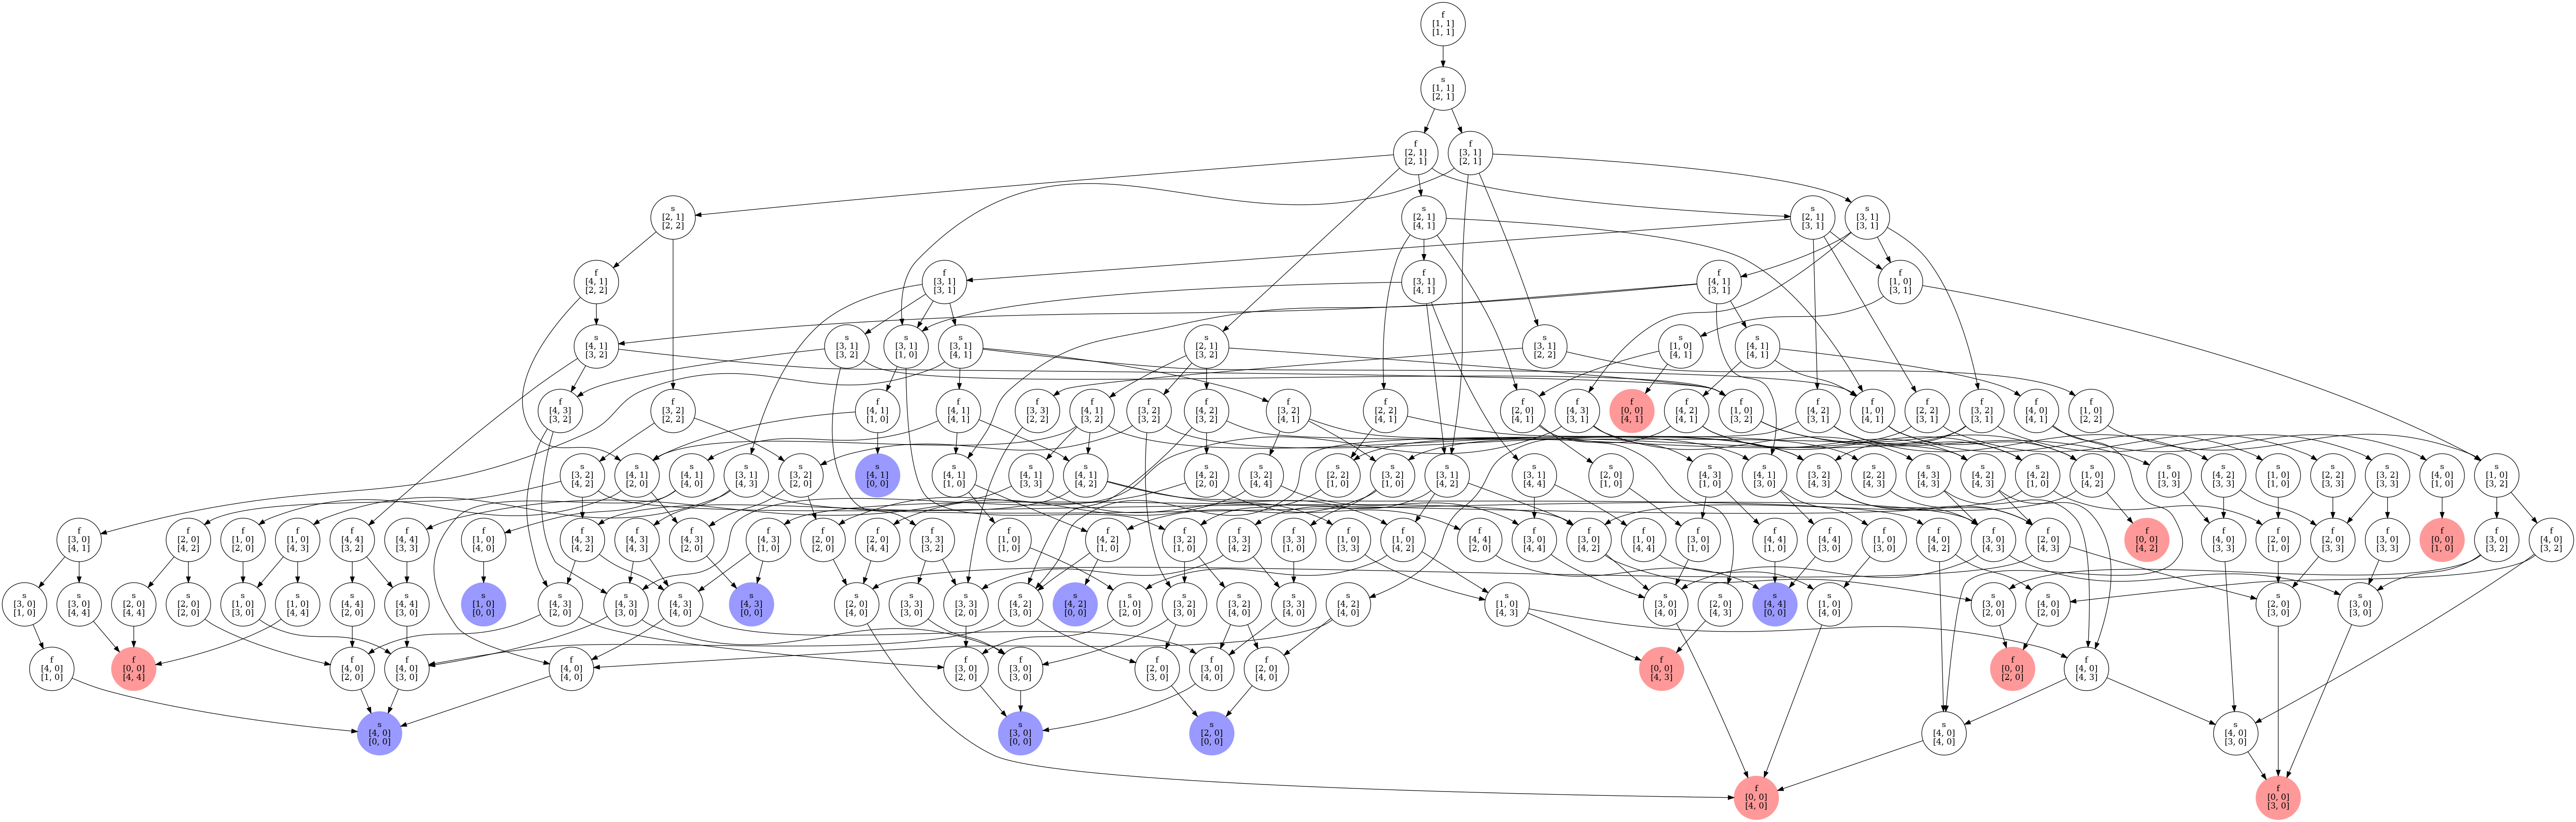 f
[1, 1]
[1, 1]
s
[1, 1]
[2, 1]
f
[2, 1]
[2, 1]
f
[3, 1]
[2, 1]
s
[2, 1]
[2, 2]
s
[2, 1]
[4, 1]
s
[2, 1]
[3, 1]
s
[3, 1]
[3, 1]
f
[4, 1]
[2, 2]
f
[3, 1]
[3, 1]
f
[3, 1]
[4, 1]
f
[4, 1]
[3, 1]
f
[1, 0]
[3, 1]
s
[4, 1]
[3, 2]
s
[3, 1]
[3, 2]
s
[3, 1]
[1, 0]
s
[3, 1]
[4, 1]
s
[2, 1]
[3, 2]
s
[3, 1]
[2, 2]
s
[1, 0]
[4, 1]
s
[4, 1]
[4, 1]
f
[4, 3]
[3, 2]
f
[3, 2]
[2, 2]
f
[4, 1]
[1, 0]
f
[4, 1]
[4, 1]
f
[3, 3]
[2, 2]
f
[4, 1]
[3, 2]
f
[3, 2]
[3, 2]
f
[4, 2]
[3, 2]
f
[3, 2]
[4, 1]
f
[2, 2]
[4, 1]
f
[2, 0]
[4, 1]
f
[4, 3]
[3, 1]
f
[0, 0]
[4, 1]
f
[4, 2]
[4, 1]
f
[1, 0]
[3, 2]
f
[4, 2]
[3, 1]
f
[1, 0]
[4, 1]
f
[2, 2]
[3, 1]
f
[3, 2]
[3, 1]
f
[4, 0]
[4, 1]
f
[1, 0]
[2, 2]
s
[3, 2]
[4, 2]
s
[4, 1]
[2, 0]
s
[4, 1]
[4, 0]
s
[3, 1]
[4, 3]
s
[3, 2]
[2, 0]
s
[4, 1]
[0, 0]
s
[4, 1]
[1, 0]
s
[4, 1]
[3, 3]
s
[4, 1]
[4, 2]
s
[4, 2]
[2, 0]
s
[3, 2]
[4, 4]
s
[2, 2]
[1, 0]
s
[3, 2]
[1, 0]
s
[3, 1]
[4, 2]
s
[3, 1]
[4, 4]
s
[2, 0]
[1, 0]
s
[4, 3]
[1, 0]
s
[4, 1]
[3, 0]
s
[3, 2]
[4, 3]
s
[2, 2]
[4, 3]
s
[4, 3]
[4, 3]
s
[4, 2]
[4, 3]
s
[4, 2]
[1, 0]
s
[1, 0]
[4, 2]
s
[1, 0]
[3, 3]
s
[4, 2]
[3, 3]
s
[1, 0]
[1, 0]
s
[2, 2]
[3, 3]
s
[3, 2]
[3, 3]
s
[4, 0]
[1, 0]
s
[1, 0]
[3, 2]
f
[3, 0]
[4, 1]
f
[2, 0]
[4, 2]
f
[1, 0]
[2, 0]
f
[1, 0]
[4, 3]
f
[4, 4]
[3, 2]
f
[4, 4]
[3, 3]
f
[1, 0]
[4, 0]
f
[4, 3]
[4, 2]
f
[4, 3]
[4, 3]
f
[4, 3]
[2, 0]
f
[4, 3]
[1, 0]
f
[2, 0]
[2, 0]
f
[2, 0]
[4, 4]
f
[3, 3]
[3, 2]
f
[1, 0]
[1, 0]
f
[4, 2]
[1, 0]
f
[3, 2]
[1, 0]
f
[3, 3]
[4, 2]
f
[3, 3]
[1, 0]
f
[1, 0]
[3, 3]
f
[1, 0]
[4, 2]
f
[4, 4]
[2, 0]
f
[3, 0]
[4, 4]
f
[3, 0]
[4, 2]
f
[1, 0]
[4, 4]
f
[3, 0]
[1, 0]
f
[4, 4]
[1, 0]
f
[4, 4]
[3, 0]
f
[1, 0]
[3, 0]
f
[4, 0]
[4, 2]
f
[3, 0]
[4, 3]
f
[2, 0]
[4, 3]
f
[0, 0]
[4, 2]
f
[4, 0]
[3, 3]
f
[2, 0]
[1, 0]
f
[2, 0]
[3, 3]
f
[3, 0]
[3, 3]
f
[0, 0]
[1, 0]
f
[3, 0]
[3, 2]
f
[4, 0]
[3, 2]
s
[3, 0]
[1, 0]
s
[3, 0]
[4, 4]
s
[2, 0]
[4, 4]
s
[2, 0]
[2, 0]
s
[1, 0]
[3, 0]
s
[1, 0]
[4, 4]
s
[4, 4]
[2, 0]
s
[4, 4]
[3, 0]
s
[1, 0]
[0, 0]
s
[4, 3]
[2, 0]
s
[4, 3]
[3, 0]
s
[4, 3]
[4, 0]
s
[4, 3]
[0, 0]
s
[2, 0]
[4, 0]
s
[3, 3]
[3, 0]
s
[3, 3]
[2, 0]
s
[4, 2]
[3, 0]
s
[4, 2]
[0, 0]
s
[1, 0]
[2, 0]
s
[3, 2]
[3, 0]
s
[3, 2]
[4, 0]
s
[3, 3]
[4, 0]
s
[4, 2]
[4, 0]
s
[1, 0]
[4, 3]
s
[3, 0]
[4, 0]
s
[2, 0]
[4, 3]
s
[4, 4]
[0, 0]
s
[1, 0]
[4, 0]
s
[3, 0]
[2, 0]
s
[4, 0]
[2, 0]
s
[2, 0]
[3, 0]
s
[3, 0]
[3, 0]
f
[4, 0]
[1, 0]
f
[0, 0]
[4, 4]
f
[4, 0]
[2, 0]
f
[4, 0]
[3, 0]
f
[4, 0]
[4, 0]
f
[3, 0]
[2, 0]
f
[3, 0]
[3, 0]
f
[2, 0]
[3, 0]
f
[3, 0]
[4, 0]
f
[2, 0]
[4, 0]
f
[0, 0]
[4, 3]
f
[0, 0]
[2, 0]
f
[4, 0]
[4, 3]
s
[4, 0]
[0, 0]
s
[3, 0]
[0, 0]
s
[2, 0]
[0, 0]
s
[4, 0]
[4, 0]
s
[4, 0]
[3, 0]
f
[0, 0]
[4, 0]
f
[0, 0]
[3, 0]